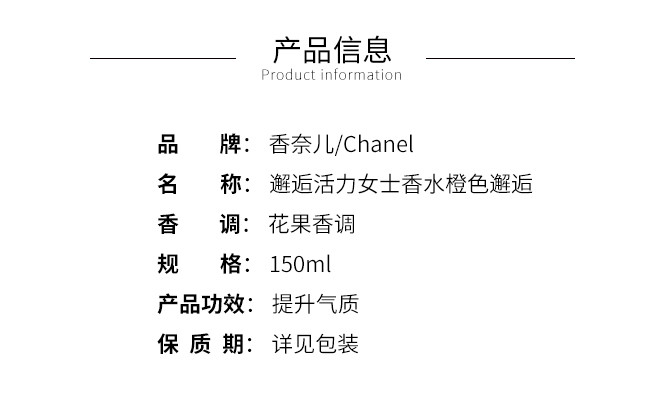 产品信息
Product information
品 牌： 香奈儿/Chanel
名 称： 邂逅活力女士香水橙色邂逅
香 调： 花果香调
规 格： 150ml
产品功效： 提升气质
保 质 期： 详见包装